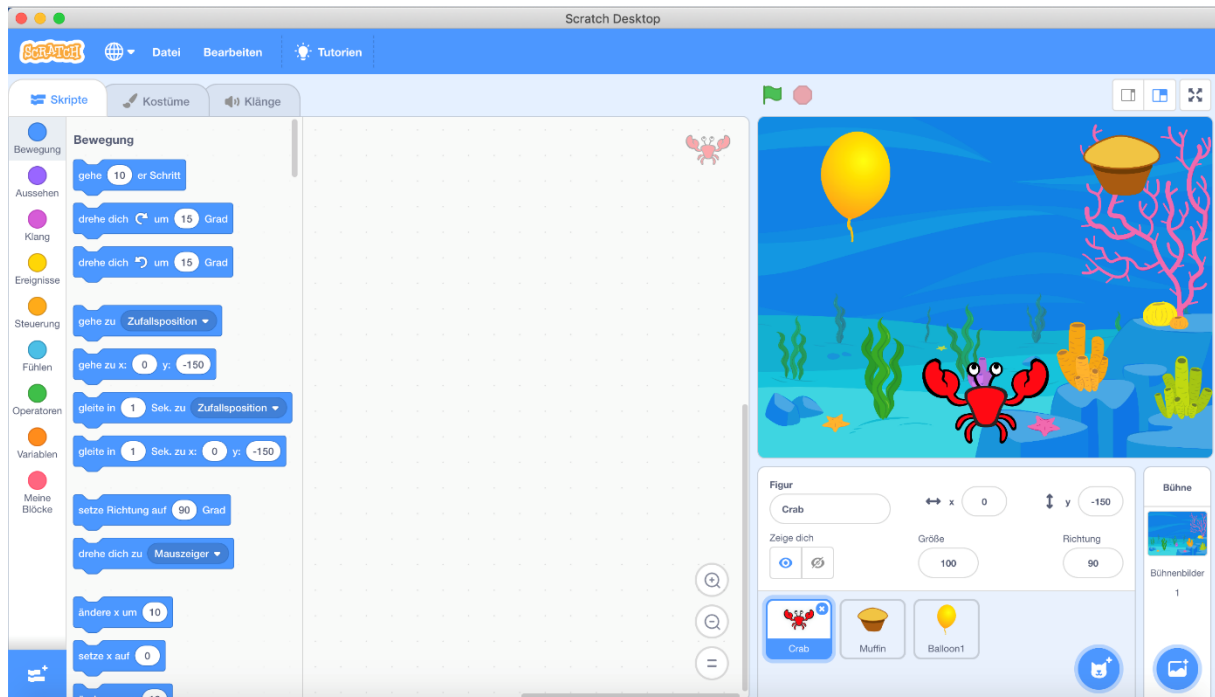 Scratch Desktop
SCRATCH
Datei
Bearbeiten
Tutorien
Skripte
Kostüme
Klänge
Bewegung
Aussehen
Klang
Ereignisse
Steuerung
Fühlen
Operatoren
Variablen
Meine
Blöcke
Bewegung
gehe 10 er Schritt
drehe dich um 15 Grad
drehe dich um 15 Grad
gehe zu Zufallsposition
gehe zu x: 0 y: -150
gleite in 1 Sek. zu Zufallsposition
gleite in 1 Sek. zu x: 0 y: -150
setze Richtung auf 90 Grad
drehe dich zu Mauszeiger
ändere x um 10
setze x auf 0
Figur
Crab
x 0
y -150
Zeige dich
Größe
100
Richtung
90
Crab
Muffin
Balloon1
Bühne
Bühnenbilder
1